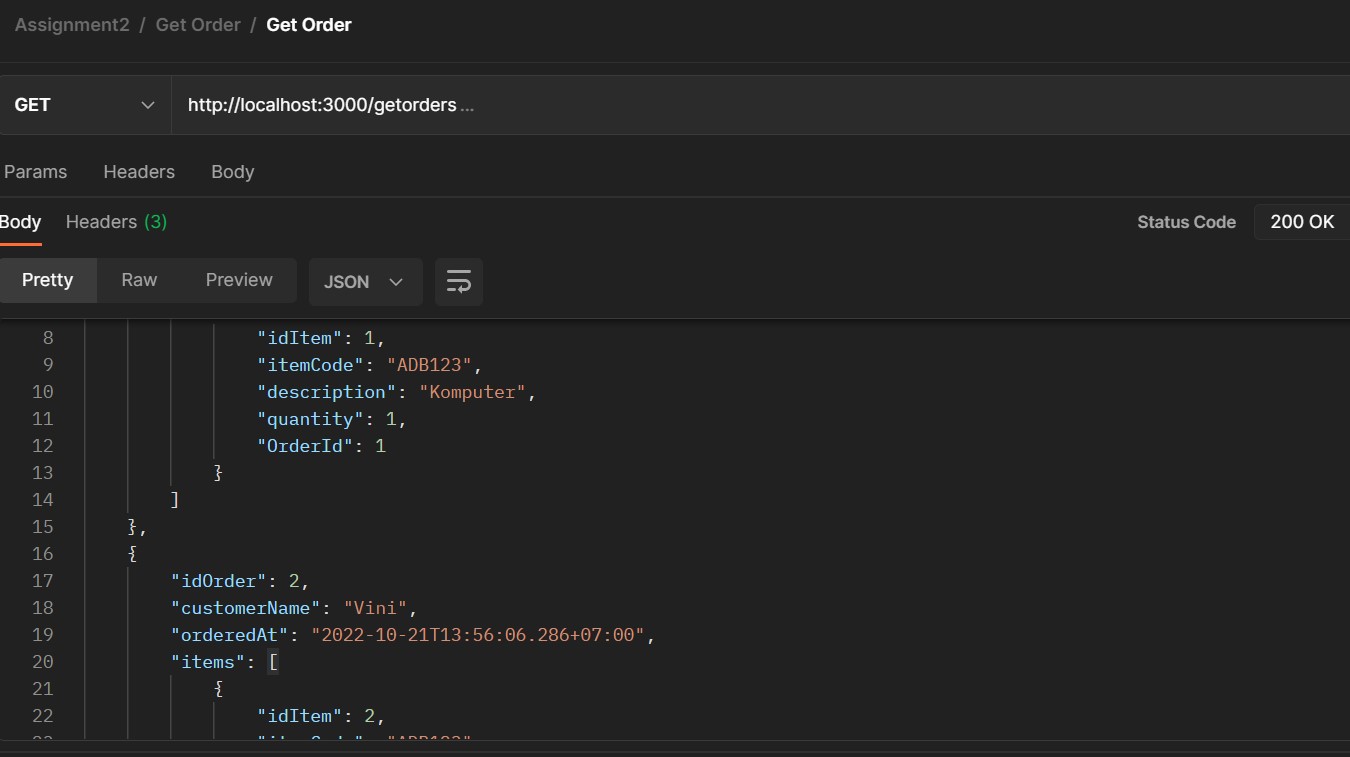 Assignment2 / Get Order / Get Order
GET http://localhost:3000/getorders ...
Params Headers Body
Body Headers (3) Status Code 200 OK
Pretty Raw Preview JSON
8 "idItem": 1,
9 "itemCode": "ADB123",
10 "description": "Komputer",
11 "quantity": 1,
12 "OrderId": 1
13 }
14 ]
15 },
16 {
17 "idOrder": 2,
18 "customerName": "Vini",
19 "orderedAt": "2022-10-21T13:56:06.286+07:00",
20 "items": [
21 {
22 "idItem": 2,